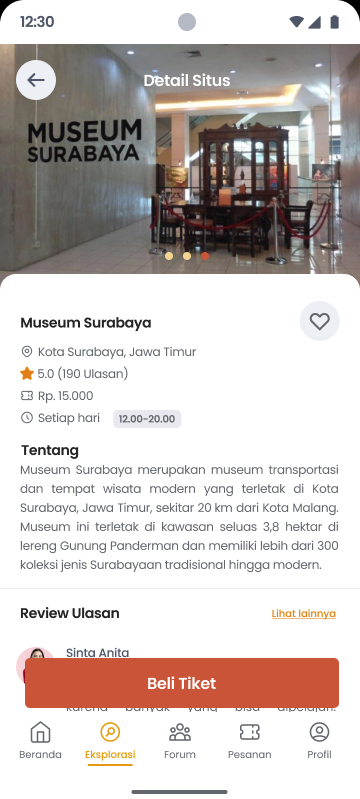 12:30
Detail Situs
MUSEUM
SURABAYA
Museum Surabaya
Kota Surabaya, Jawa Timur
5.0 (190 Ulasan)
Rp. 15.000
Setiap hari 12.00-20.00
Tentang
Museum Surabaya merupakan museum transportasi
dan tempat wisata modern yang terletak di Kota
Surabaya, Jawa Timur, sekitar 20 km dari Kota Malang.
Museum ini terletak di kawasan seluas 3,8 hektar di
lereng Gunung Panderman dan memiliki lebih dari 300
koleksi jenis Surabayaan tradisional hingga modern.
Review Ulasan Lihat lainnya
Sinta Anita
Beli Tiket
karena banyak yang bisa dipelajari.
Beranda Eksplorasi Forum Pesanan Profil